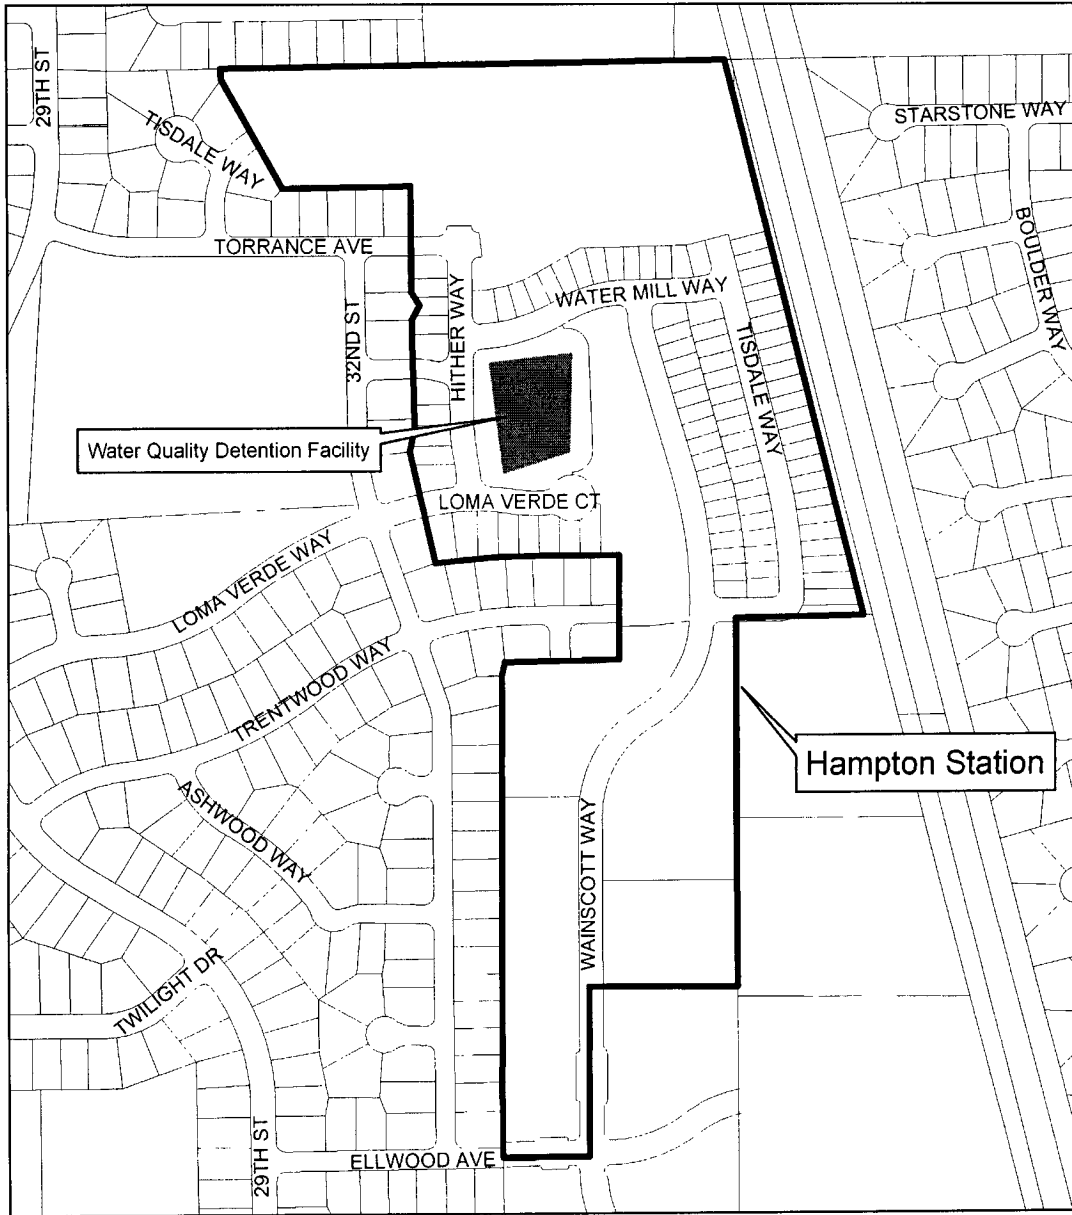 29TH ST
TISDALE WAY
STARSTONE WAY
BOULDER WAY
TORRANCE AVE
32ND ST
HITHER WAY
WATER MILL WAY
TISDALE WAY
Water Quality Detention Facility
LOMA VERDE CT
LOMA VERDE WAY
TRENTWOOD WAY
Hampton Station
ASHWOOD WAY
WAINSCOTT WAY
TWILIGHT DR
29TH ST
ELLWOOD AVE